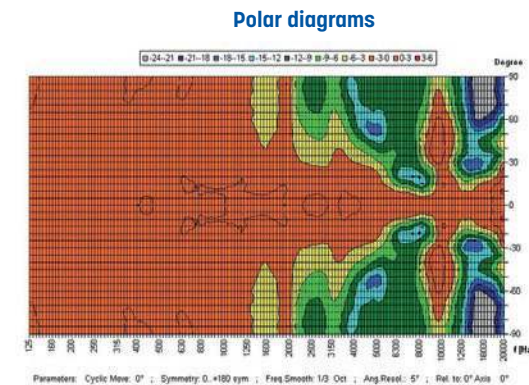 Polar diagrams
-24--21 -21--18 -18--15 -15--12 -12--9 -9--6 -6--3 -3-0 0-3 3-6
Degree
90
60
30
0
-30
-60
-90
125 160 200 250 315 400 500 630 800 1000 1250 1600 2000 2500 3150 4000 5000 6300 8000 10000 12500 16000 20000 f [Hz]
Parameters: Cyclic Move: 0° ; Symmetry: 0..+180 sym ; Freq.Smooth: 1/3 Oct ; Ang.Resol.: 5° ; Rel. to: 0° Axis 0°